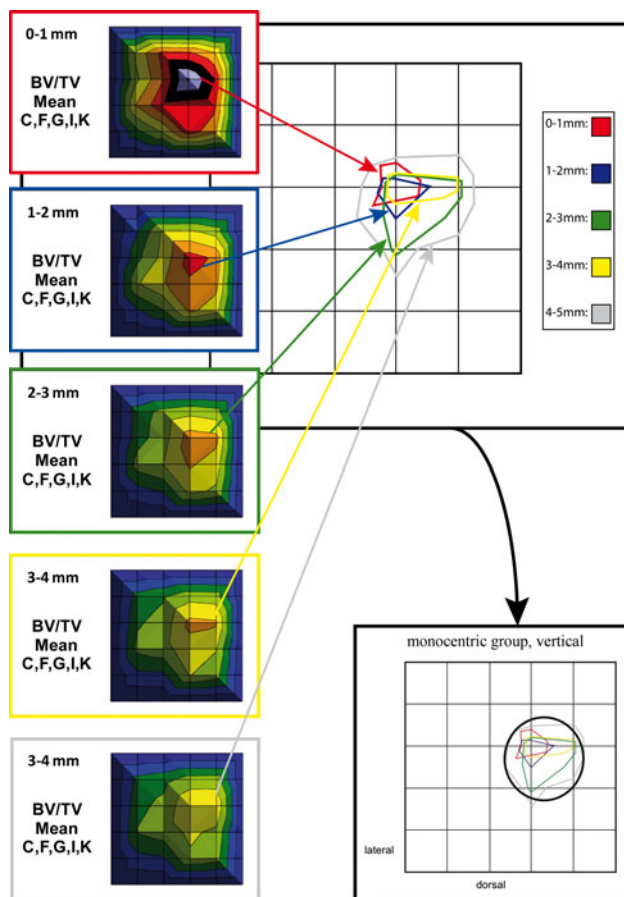 0-1 mm
BV/TV
Mean
C,F,G,I,K
1-2 mm
BV/TV
Mean
C,F,G,I,K
2-3 mm
BV/TV
Mean
C,F,G,I,K
3-4 mm
BV/TV
Mean
C,F,G,I,K
3-4 mm
BV/TV
Mean
C,F,G,I,K
0-1mm:
1-2mm:
2-3mm:
3-4mm:
4-5mm:
monocentric group, vertical
lateral
dorsal